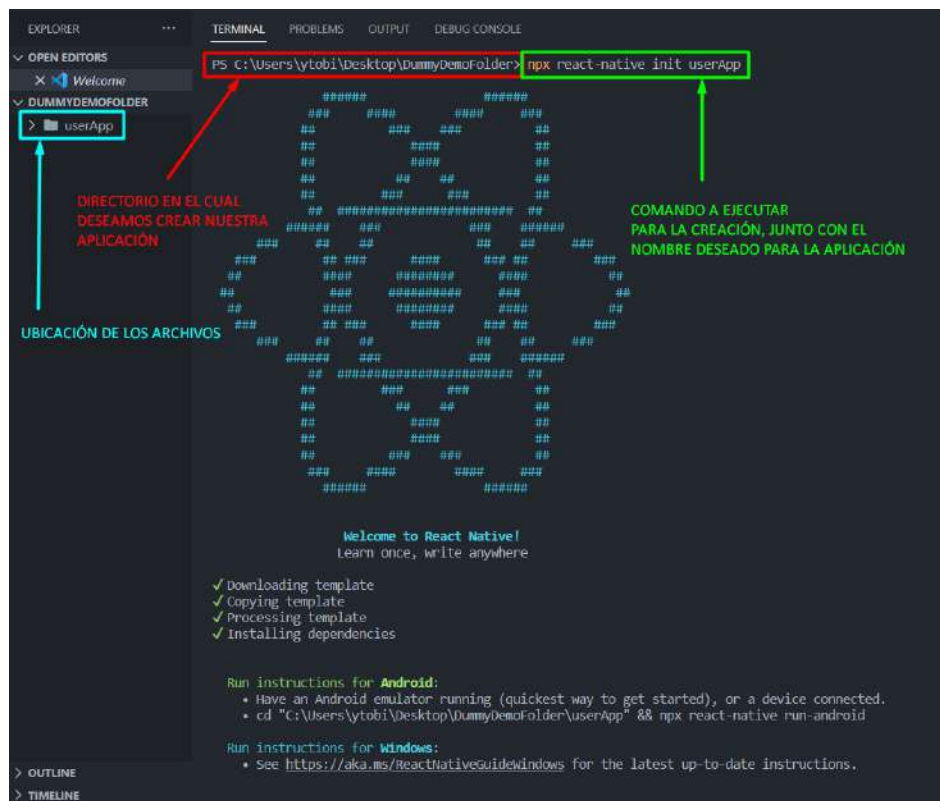 EXPLORER ...
OPEN EDITORS
Welcome
DUMMYDEMOFOLDER
userApp
UBICACIÓN DE LOS ARCHIVOS
OUTLINE
TIMELINE
TERMINAL PROBLEMS OUTPUT DEBUG CONSOLE
PS C:\Users\ytobi\Desktop\DummyDemoFolder> npx react-native init userApp
DIRECTORIO EN EL CUAL
DESEAMOS CREAR NUESTRA
APLICACIÓN
COMANDO A EJECUTAR
PARA LA CREACIÓN, JUNTO CON EL
NOMBRE DESEADO PARA LA APLICACIÓN
Welcome to React Native!
Learn once, write anywhere
✓ Downloading template
✓ Copying template
✓ Processing template
✓ Installing dependencies
Run instructions for Android:
• Have an Android emulator running (quickest way to get started), or a device connected.
• cd "C:\Users\ytobi\Desktop\DummyDemoFolder\userApp" && npx react-native run-android
Run instructions for Windows:
• See https://aka.ms/ReactNativeGuideWindows for the latest up-to-date instructions.